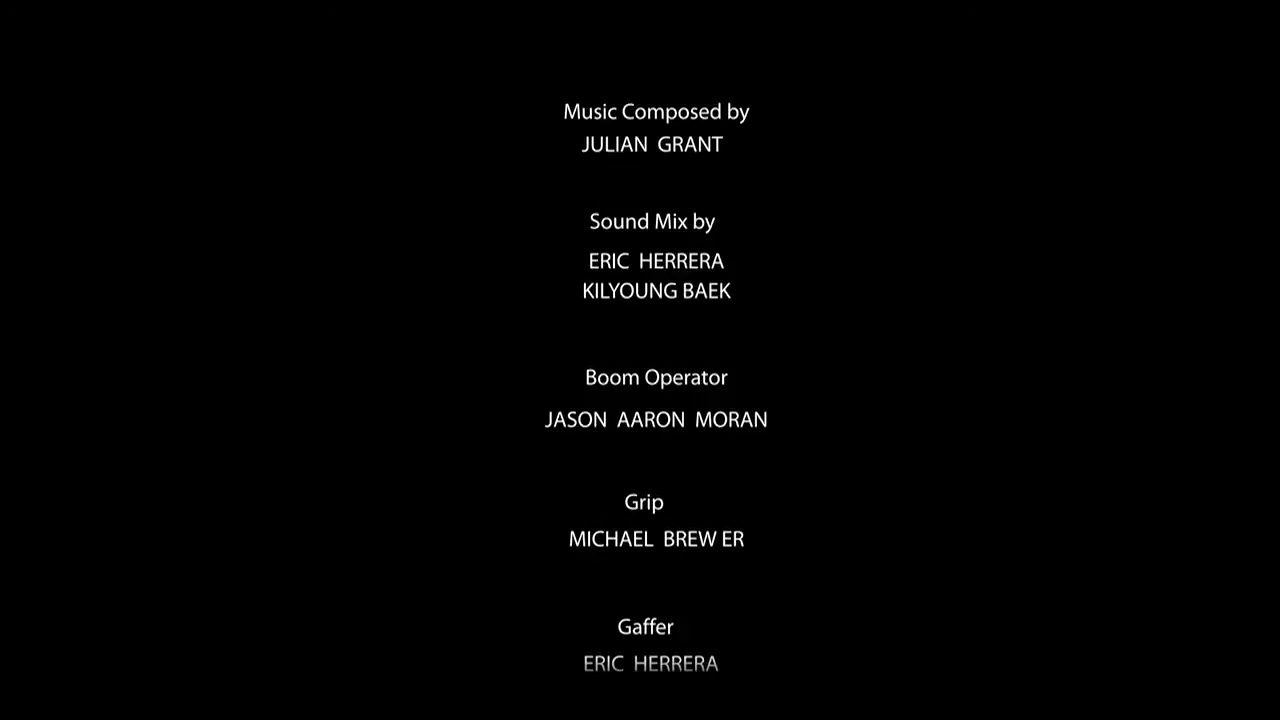 Music Composed by
JULIAN GRANT
Sound Mix by
ERIC HERRERA
KILYOUNG BAEK
Boom Operator
JASON AARON MORAN
Grip
MICHAEL BREW ER
Gaffer
ERIC HERRERA